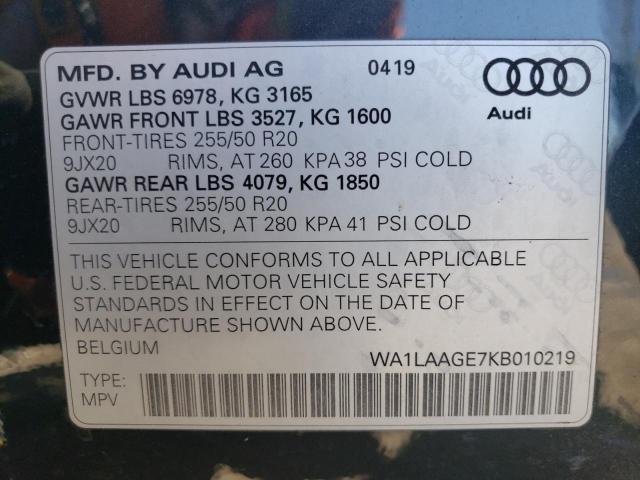 MFD. BY AUDI AG 0419
GVWR LBS 6978, KG 3165
GAWR FRONT LBS 3527, KG 1600
FRONT-TIRES 255/50 R20
9JX20 RIMS, AT 260 KPA 38 PSI COLD
GAWR REAR LBS 4079, KG 1850
REAR-TIRES 255/50 R20
9JX20 RIMS, AT 280 KPA 41 PSI COLD
Audi
THIS VEHICLE CONFORMS TO ALL APPLICABLE
U.S. FEDERAL MOTOR VEHICLE SAFETY
STANDARDS IN EFFECT ON THE DATE OF
MANUFACTURE SHOWN ABOVE.
BELGIUM WA1LAAGE7KB010219
TYPE:
MPV